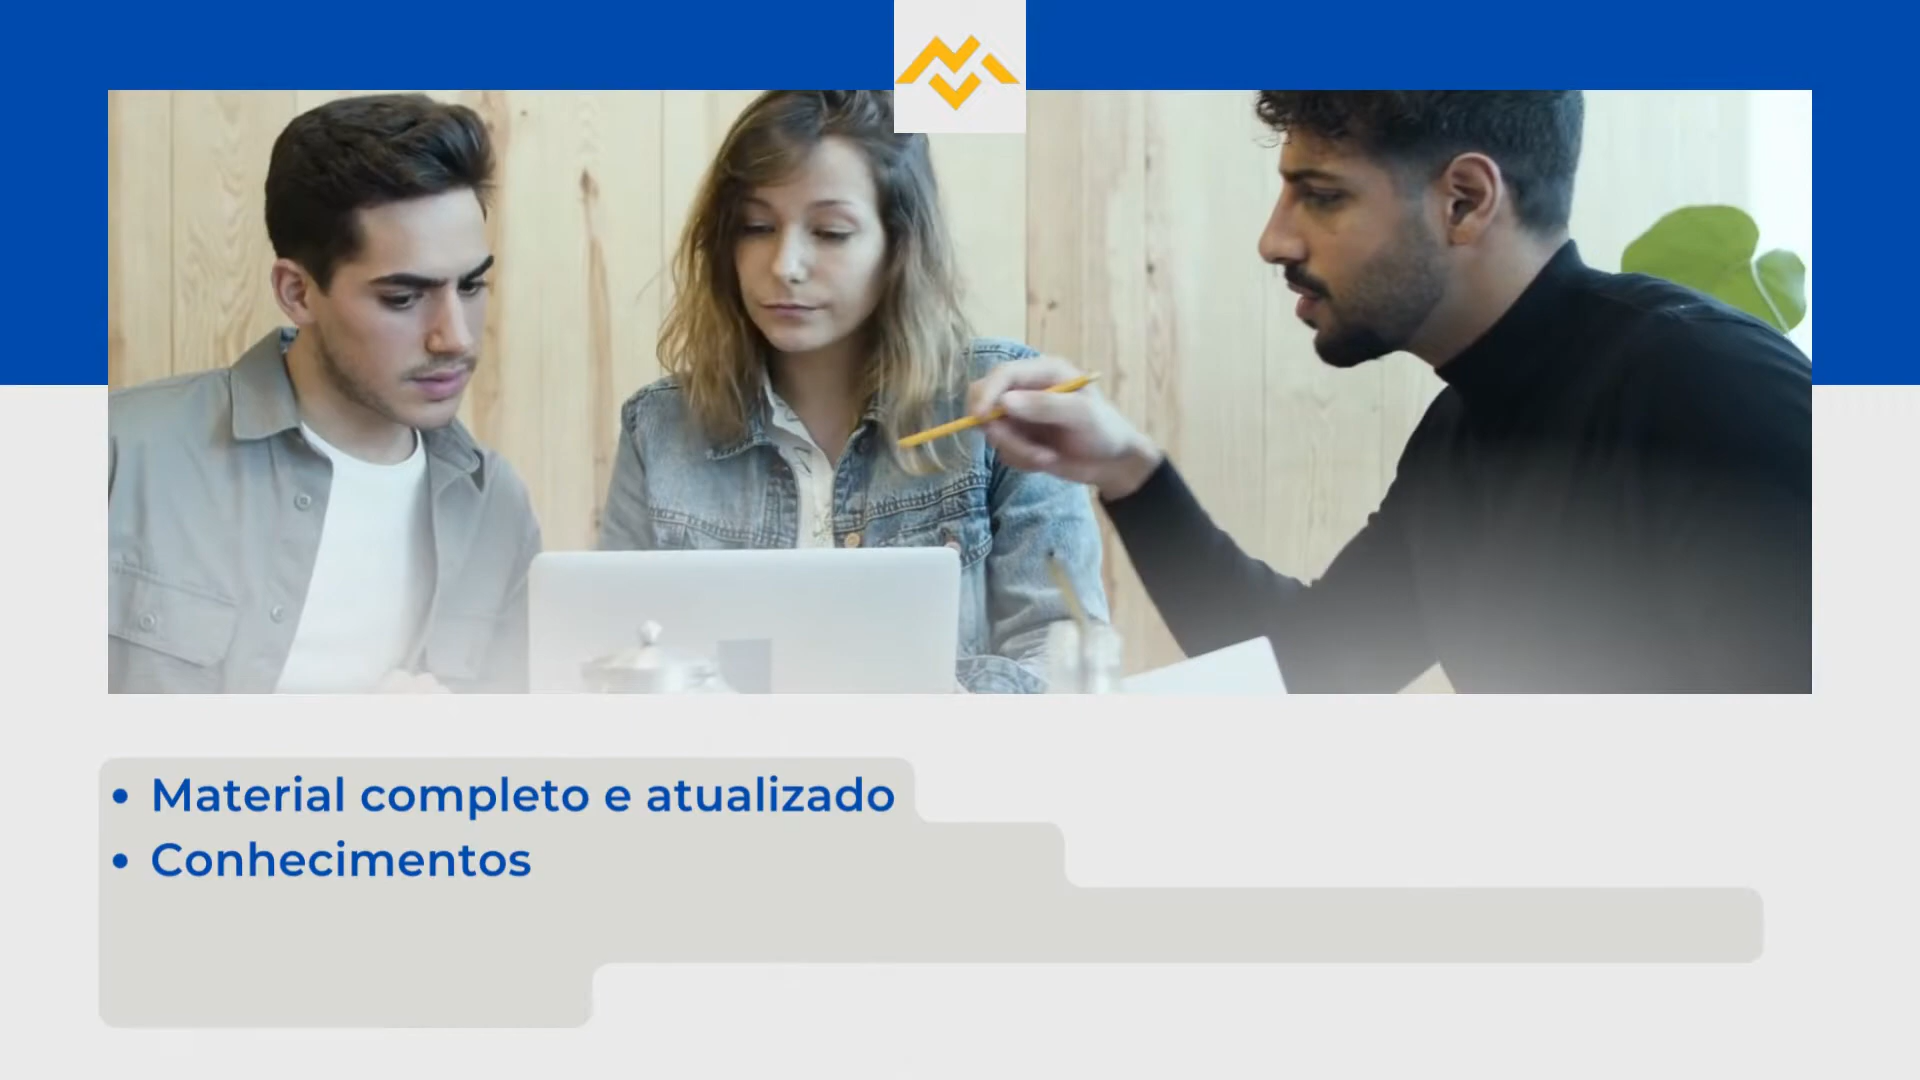 • Material completo e atualizado
• Conhecimentos